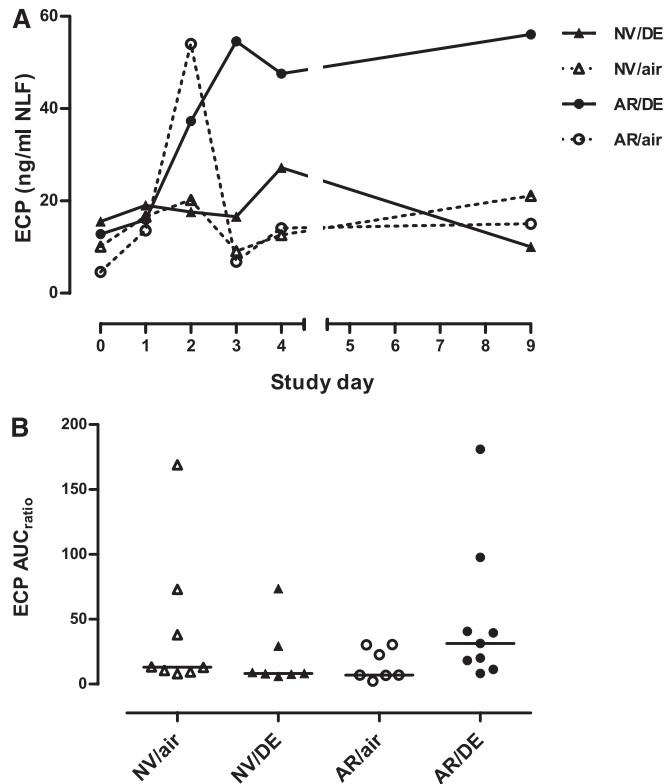 A
60
40
20
0
ECP (ng/ml NLF)
NV/DE
NV/air
AR/DE
AR/air
0 1 2 3 4 5 6 7 8 9
Study day
B
200
150
100
50
0
ECP AUCratio
NV/air NV/DE AR/air AR/DE